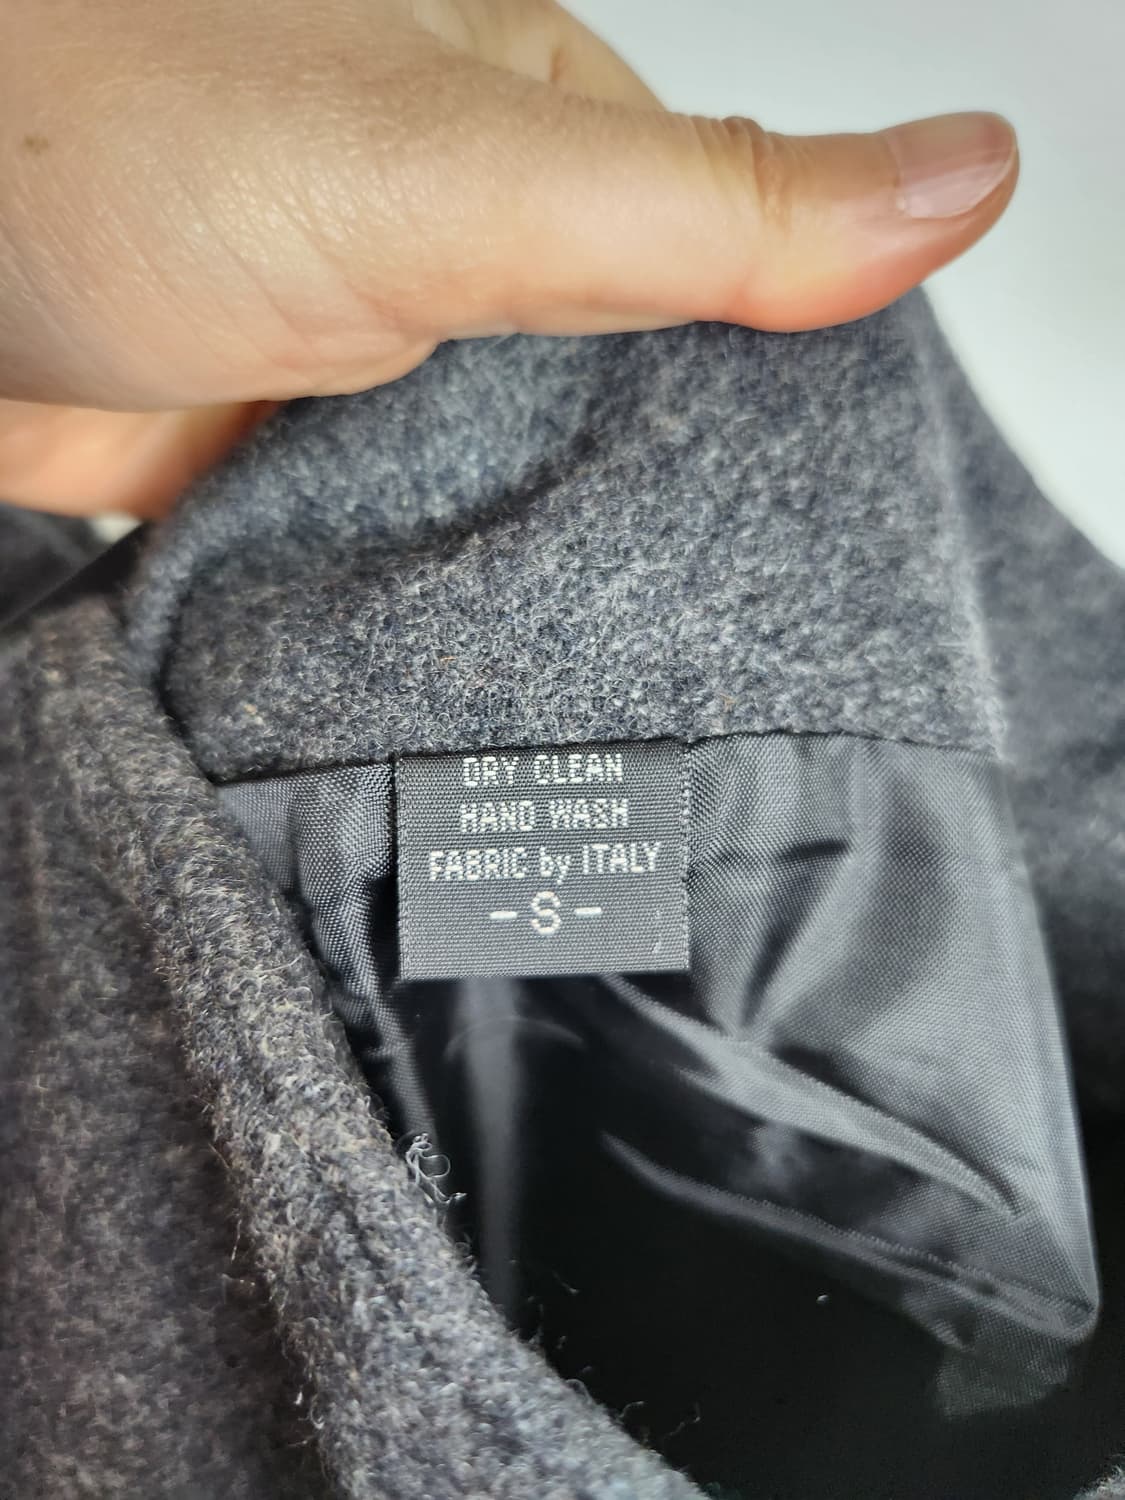 DRY CLEAN
HAND WASH
FABRIC by ITALY
- S -